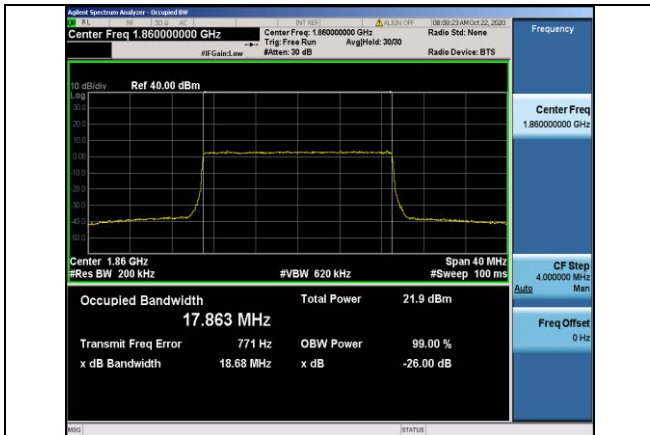 Agilent Spectrum Analyzer - Occupied BW
RL RF 50 Ω AC INT REF ALIGN OFF 08:08:23 AM Oct 22, 2020
Center Freq 1.860000000 GHz
Center Freq: 1.860000000 GHz
Radio Std: None
Trig: Free Run Avg|Hold: 30/30
#IFGain:Low #Atten: 30 dB Radio Device: BTS
10 dB/div Ref 40.00 dBm
Log
30.0
20.0
10.0
0.00
-10.0
-20.0
-30.0
-40.0
-50.0
Center 1.86 GHz Span 40 MHz
#Res BW 200 kHz #VBW 620 kHz #Sweep 100 ms
Occupied Bandwidth Total Power 21.9 dBm
17.863 MHz
Transmit Freq Error 771 Hz OBW Power 99.00 %
x dB Bandwidth 18.68 MHz x dB -26.00 dB
MSG STATUS
Frequency
Center Freq
1.860000000 GHz
CF Step
4.000000 MHz
Auto Man
Freq Offset
0 Hz